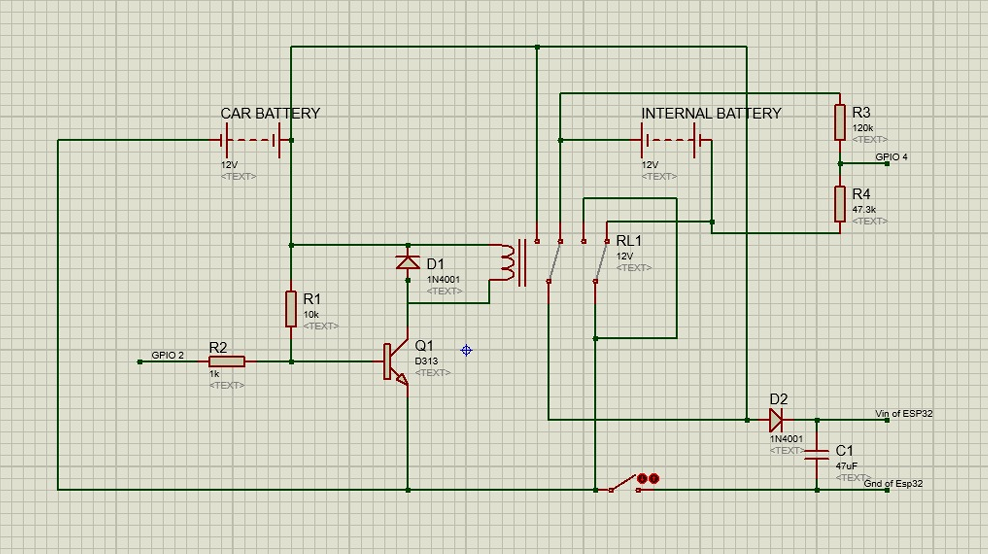 CAR BATTERY
12V
<TEXT>
INTERNAL BATTERY
12V
<TEXT>
R3
120k
<TEXT>
GPIO 4
R4
47.3k
<TEXT>
RL1
12V
<TEXT>
D1
1N4001
<TEXT>
R1
10k
<TEXT>
GPIO 2
R2
1k
<TEXT>
Q1
D313
<TEXT>
D2
1N4001
<TEXT>
Vin of ESP32
C1
47uF
<TEXT>
Gnd of Esp32